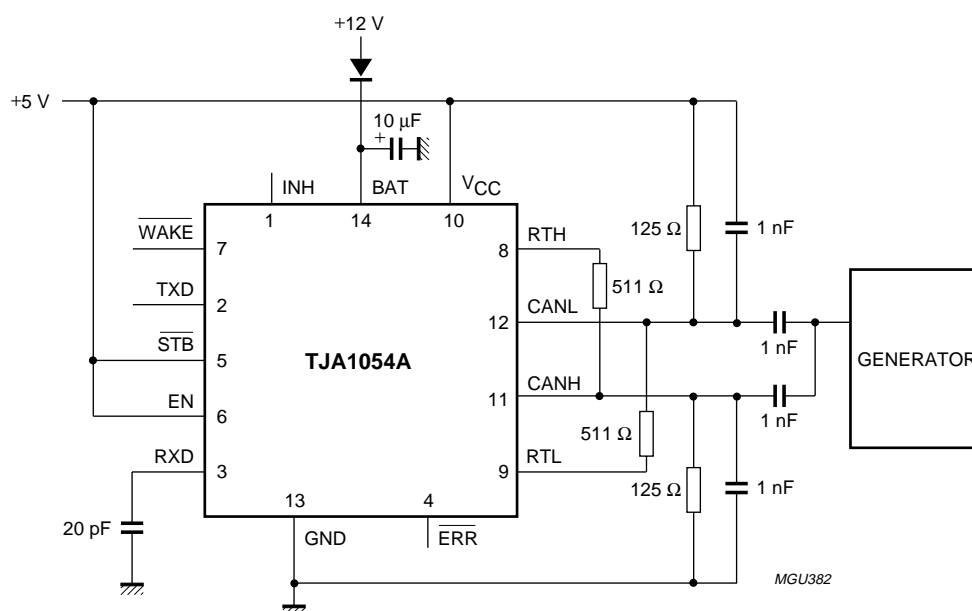 +12 V
+5 V
10 μF
+
INH
BAT
VCC
1
14
10
WAKE
7
TXD
2
STB
5
EN
6
RXD
3
20 pF
TJA1054A
13
GND
4
ERR
RTH
8
CANL
12
CANH
11
RTL
9
511 Ω
511 Ω
125 Ω
1 nF
1 nF
1 nF
125 Ω
1 nF
GENERATOR
MGU382